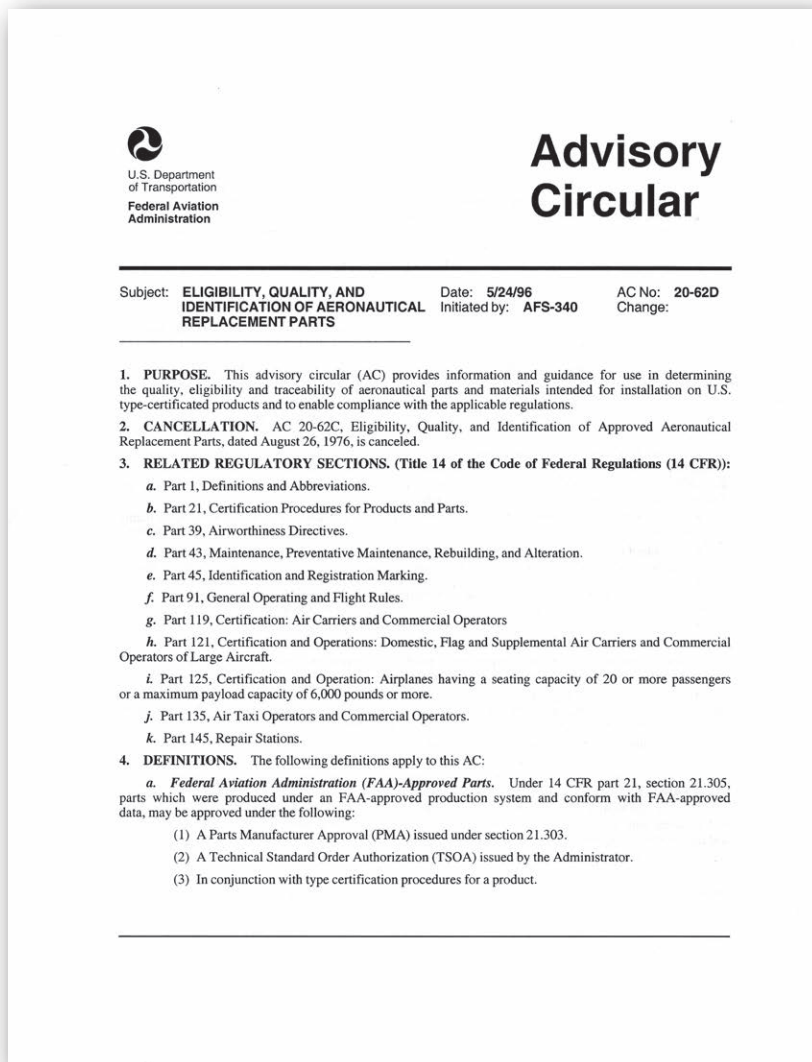 U.S. Department
of Transportation
Federal Aviation
Administration
Advisory
Circular
Subject: ELIGIBILITY, QUALITY, AND
IDENTIFICATION OF AERONAUTICAL
REPLACEMENT PARTS
Date: 5/24/96
Initiated by: AFS-340
AC No: 20-62D
Change:
1. PURPOSE. This advisory circular (AC) provides information and guidance for use in determining
the quality, eligibility and traceability of aeronautical parts and materials intended for installation on U.S.
type-certificated products and to enable compliance with the applicable regulations.
2. CANCELLATION. AC 20-62C, Eligibility, Quality, and Identification of Approved Aeronautical
Replacement Parts, dated August 26, 1976, is canceled.
3. RELATED REGULATORY SECTIONS. (Title 14 of the Code of Federal Regulations (14 CFR)):
a. Part 1, Definitions and Abbreviations.
b. Part 21, Certification Procedures for Products and Parts.
c. Part 39, Airworthiness Directives.
d. Part 43, Maintenance, Preventative Maintenance, Rebuilding, and Alteration.
e. Part 45, Identification and Registration Marking.
f. Part 91, General Operating and Flight Rules.
g. Part 119, Certification: Air Carriers and Commercial Operators
h. Part 121, Certification and Operations: Domestic, Flag and Supplemental Air Carriers and Commercial
Operators of Large Aircraft.
i. Part 125, Certification and Operation: Airplanes having a seating capacity of 20 or more passengers
or a maximum payload capacity of 6,000 pounds or more.
j. Part 135, Air Taxi Operators and Commercial Operators.
k. Part 145, Repair Stations.
4. DEFINITIONS. The following definitions apply to this AC:
a. Federal Aviation Administration (FAA)-Approved Parts. Under 14 CFR part 21, section 21.305,
parts which were produced under an FAA-approved production system and conform with FAA-approved
data, may be approved under the following:
(1) A Parts Manufacturer Approval (PMA) issued under section 21.303.
(2) A Technical Standard Order Authorization (TSOA) issued by the Administrator.
(3) In conjunction with type certification procedures for a product.